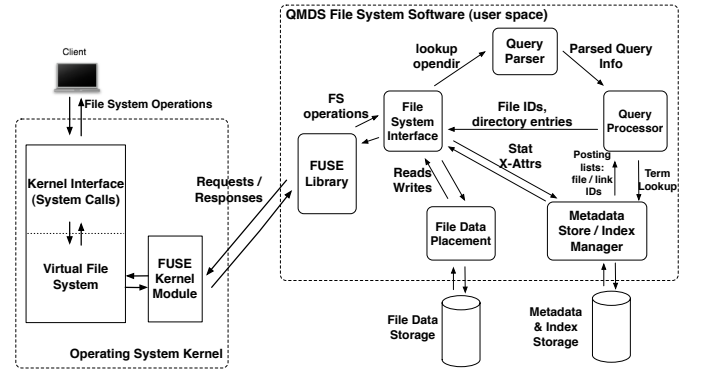 QMDS File System Software (user space)
Client
File System Operations
Kernel Interface
(System Calls)
Virtual File
System
FUSE
Kernel
Module
Operating System Kernel
Requests /
Responses
FS
operations
FUSE
Library
File
System
Interface
lookup
opendir
Query
Parser
Parsed Query
Info
Query
Processor
File IDs,
directory entries
Stat
X-Attrs
Posting
lists:
file / link
IDs
Term
Lookup
Reads
Writes
File Data
Placement
Metadata
Store / Index
Manager
File Data
Storage
Metadata
& Index
Storage